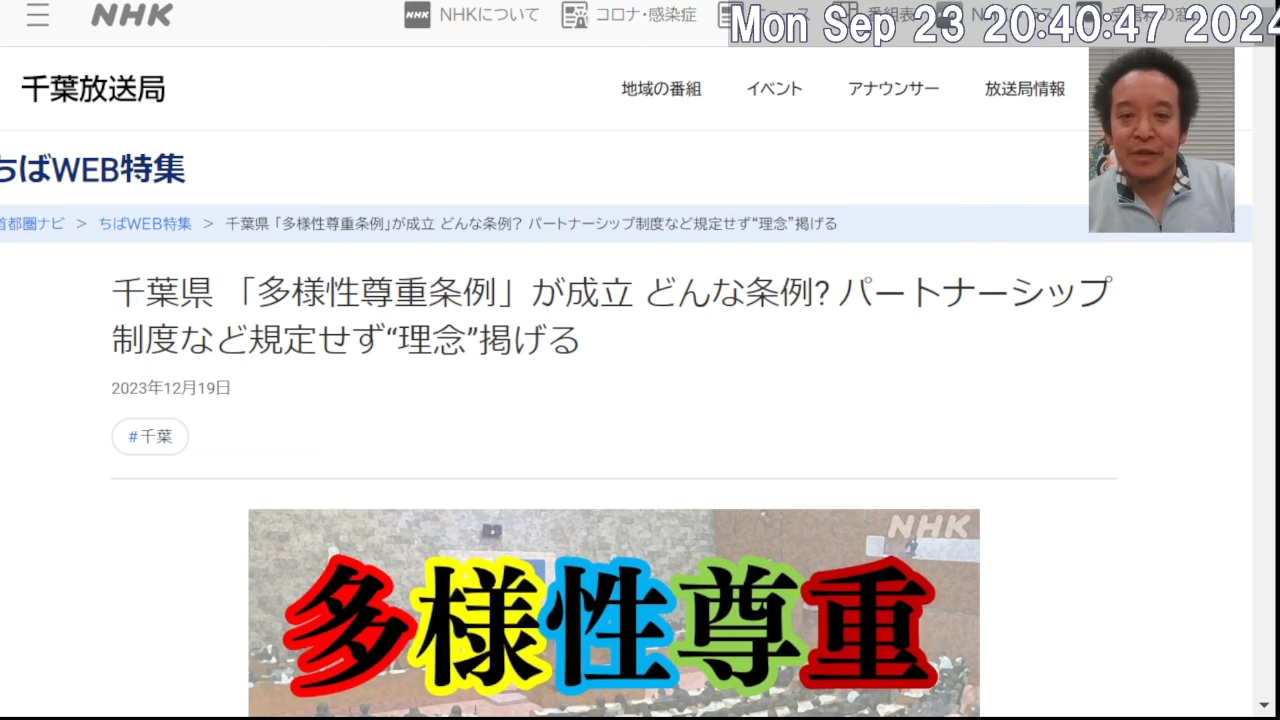 NHK
NHKについて
コロナ・感染症
Mon Sep 23 20:40:47 2024
千葉放送局
地域の番組
イベント
アナウンサー
放送局情報
ちばWEB特集
首都圏ナビ > ちばWEB特集 > 千葉県「多様性尊重条例」が成立 どんな条例? パートナーシップ制度など規定せず“理念”掲げる
千葉県 「多様性尊重条例」が成立 どんな条例? パートナーシップ
制度など規定せず“理念”掲げる
2023年12月19日
#千葉
NHK
多様性尊重